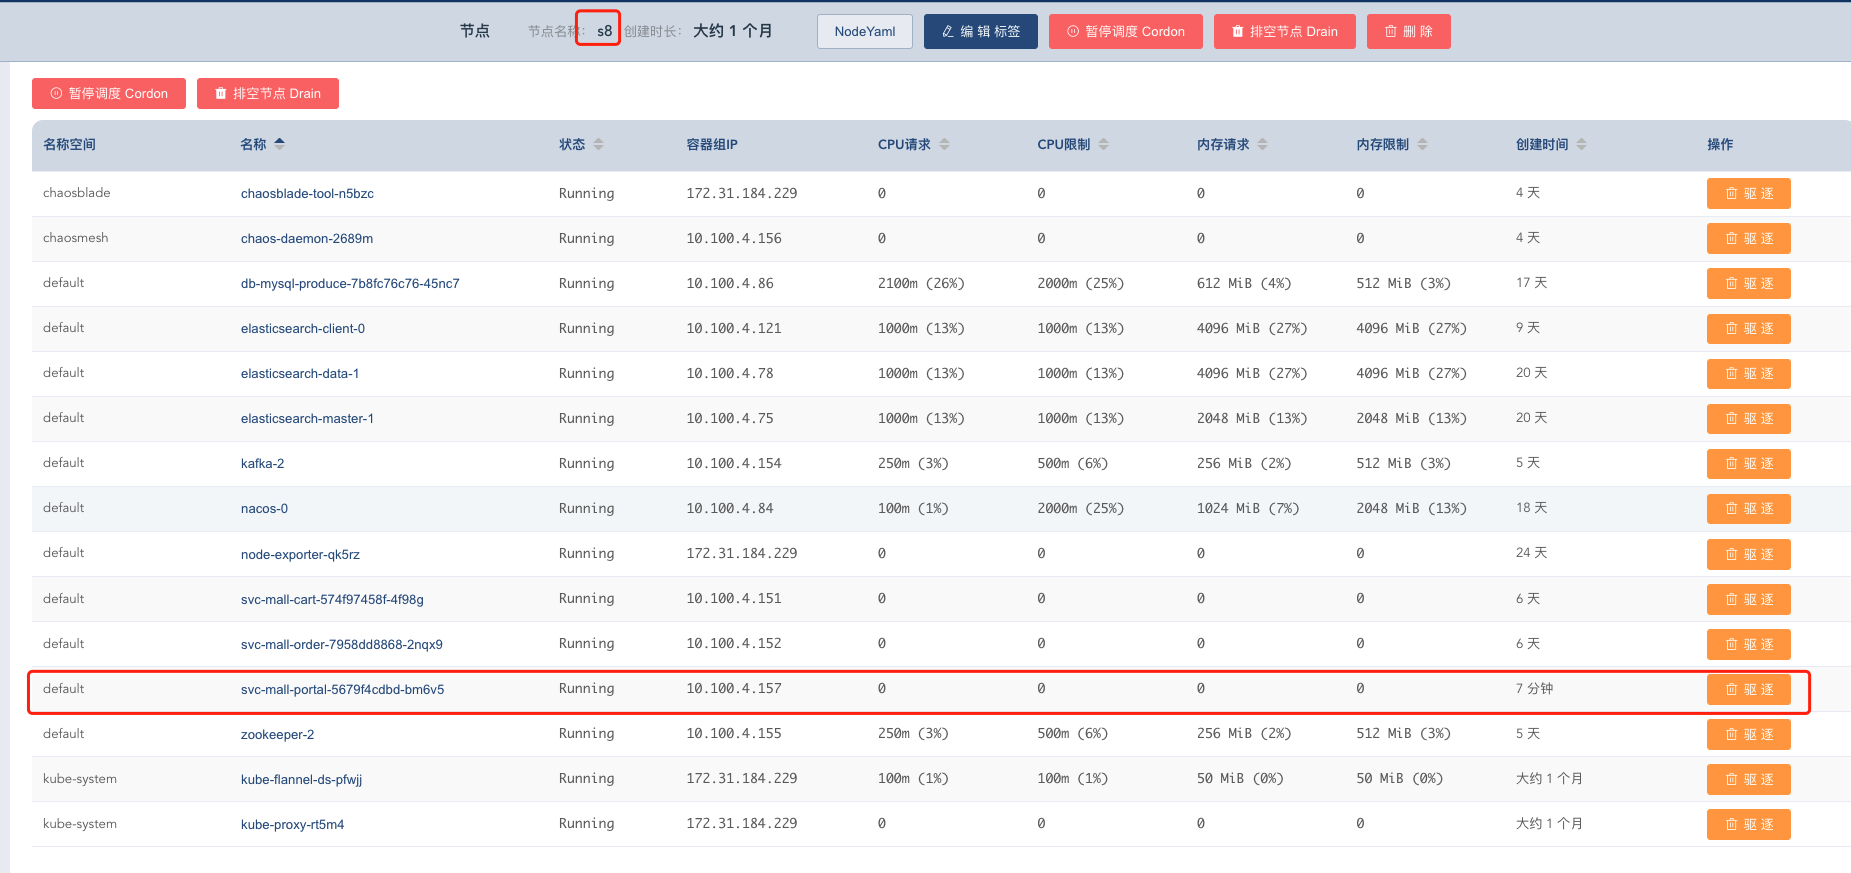 节点 节点名称: s8 创建时长: 大约 1 个月 NodeYaml 编 辑 标签 暂停调度 Cordon 排空节点 Drain 删 除
暂停调度 Cordon 排空节点 Drain
名称空间 名称 状态 容器组IP CPU请求 CPU限制 内存请求 内存限制 创建时间 操作
chaosblade chaosblade-tool-n5bzc Running 172.31.184.229 0 0 0 0 4 天 驱 逐
chaosmesh chaos-daemon-2689m Running 10.100.4.156 0 0 0 0 4 天 驱 逐
default db-mysql-produce-7b8fc76c76-45nc7 Running 10.100.4.86 2100m (26%) 2000m (25%) 612 MiB (4%) 512 MiB (3%) 17 天 驱 逐
default elasticsearch-client-0 Running 10.100.4.121 1000m (13%) 1000m (13%) 4096 MiB (27%) 4096 MiB (27%) 9 天 驱 逐
default elasticsearch-data-1 Running 10.100.4.78 1000m (13%) 1000m (13%) 4096 MiB (27%) 4096 MiB (27%) 20 天 驱 逐
default elasticsearch-master-1 Running 10.100.4.75 1000m (13%) 1000m (13%) 2048 MiB (13%) 2048 MiB (13%) 20 天 驱 逐
default kafka-2 Running 10.100.4.154 250m (3%) 500m (6%) 256 MiB (2%) 512 MiB (3%) 5 天 驱 逐
default nacos-0 Running 10.100.4.84 100m (1%) 2000m (25%) 1024 MiB (7%) 2048 MiB (13%) 18 天 驱 逐
default node-exporter-qk5rz Running 172.31.184.229 0 0 0 0 24 天 驱 逐
default svc-mall-cart-574f97458f-4f98g Running 10.100.4.151 0 0 0 0 6 天 驱 逐
default svc-mall-order-7958dd8868-2nqx9 Running 10.100.4.152 0 0 0 0 6 天 驱 逐
default svc-mall-portal-5679f4cdbd-bm6v5 Running 10.100.4.157 0 0 0 0 7 分钟 驱 逐
default zookeeper-2 Running 10.100.4.155 250m (3%) 500m (6%) 256 MiB (2%) 512 MiB (3%) 5 天 驱 逐
kube-system kube-flannel-ds-pfwjj Running 172.31.184.229 100m (1%) 100m (1%) 50 MiB (0%) 50 MiB (0%) 大约 1 个月 驱 逐
kube-system kube-proxy-rt5m4 Running 172.31.184.229 0 0 0 0 大约 1 个月 驱 逐